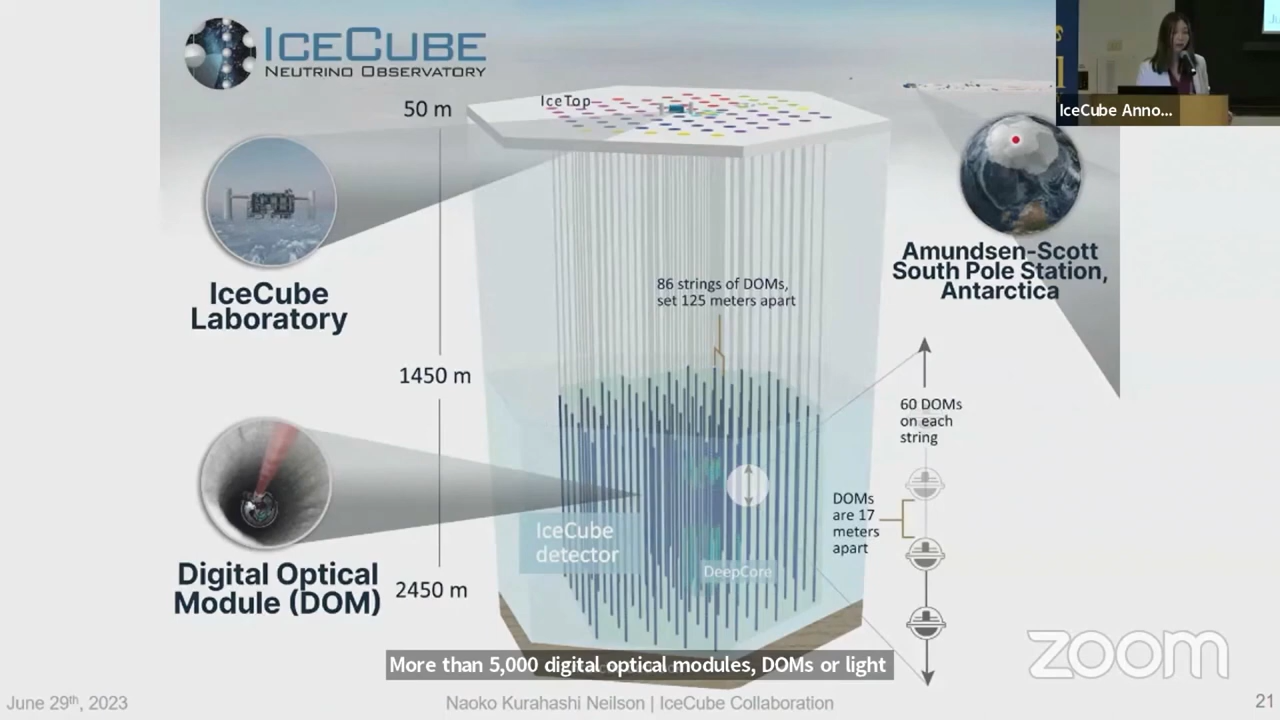 ICECUBE
NEUTRINO OBSERVATORY
50 m
IceTop
IceCube Anno...
IceCube
Laboratory
Amundsen-Scott
South Pole Station,
Antarctica
86 strings of DOMs,
set 125 meters apart
1450 m
60 DOMs
on each
string
DOMs
are 17
meters
apart
IceCube
detector
DeepCore
Digital Optical
Module (DOM)
2450 m
More than 5,000 digital optical modules, DOMs or light
zoom
June 29th, 2023
Naoko Kurahashi Neilson | IceCube Collaboration
21